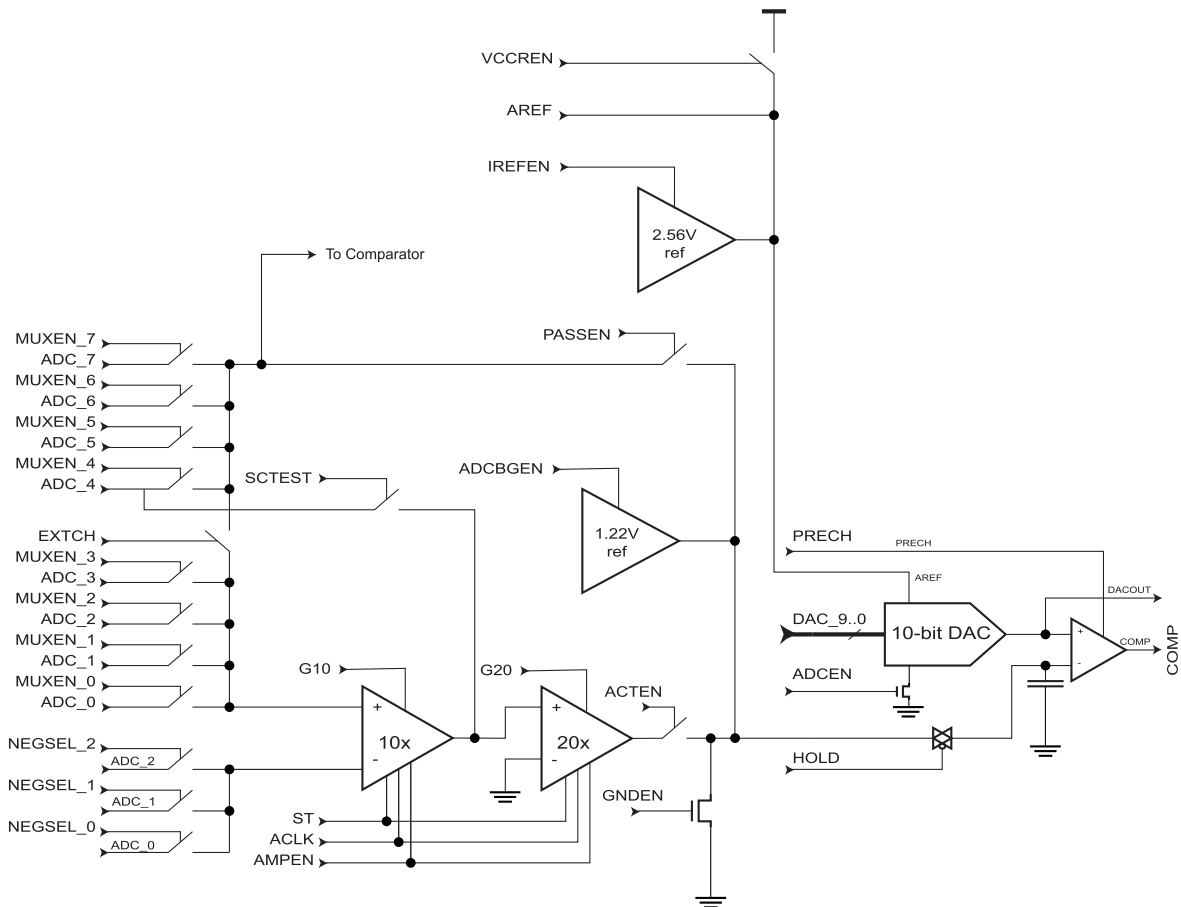 VCCREN
AREF
IREFEN
2.56V
ref
To Comparator
PASSEN
MUXEN_7
ADC_7
MUXEN_6
ADC_6
MUXEN_5
ADC_5
MUXEN_4
ADC_4
SCTEST
ADCBGEN
1.22V
ref
EXTCH
MUXEN_3
ADC_3
MUXEN_2
ADC_2
MUXEN_1
ADC_1
MUXEN_0
ADC_0
PRECH
PRECH
AREF
DACOUT
DAC_9..0
10-bit DAC
+
-
COMP
COMP
ADCEN
G10
G20
ACTEN
+
10x
-
+
20x
-
NEGSEL_2
ADC_2
NEGSEL_1
ADC_1
NEGSEL_0
ADC_0
HOLD
GNDEN
ST
ACLK
AMPEN